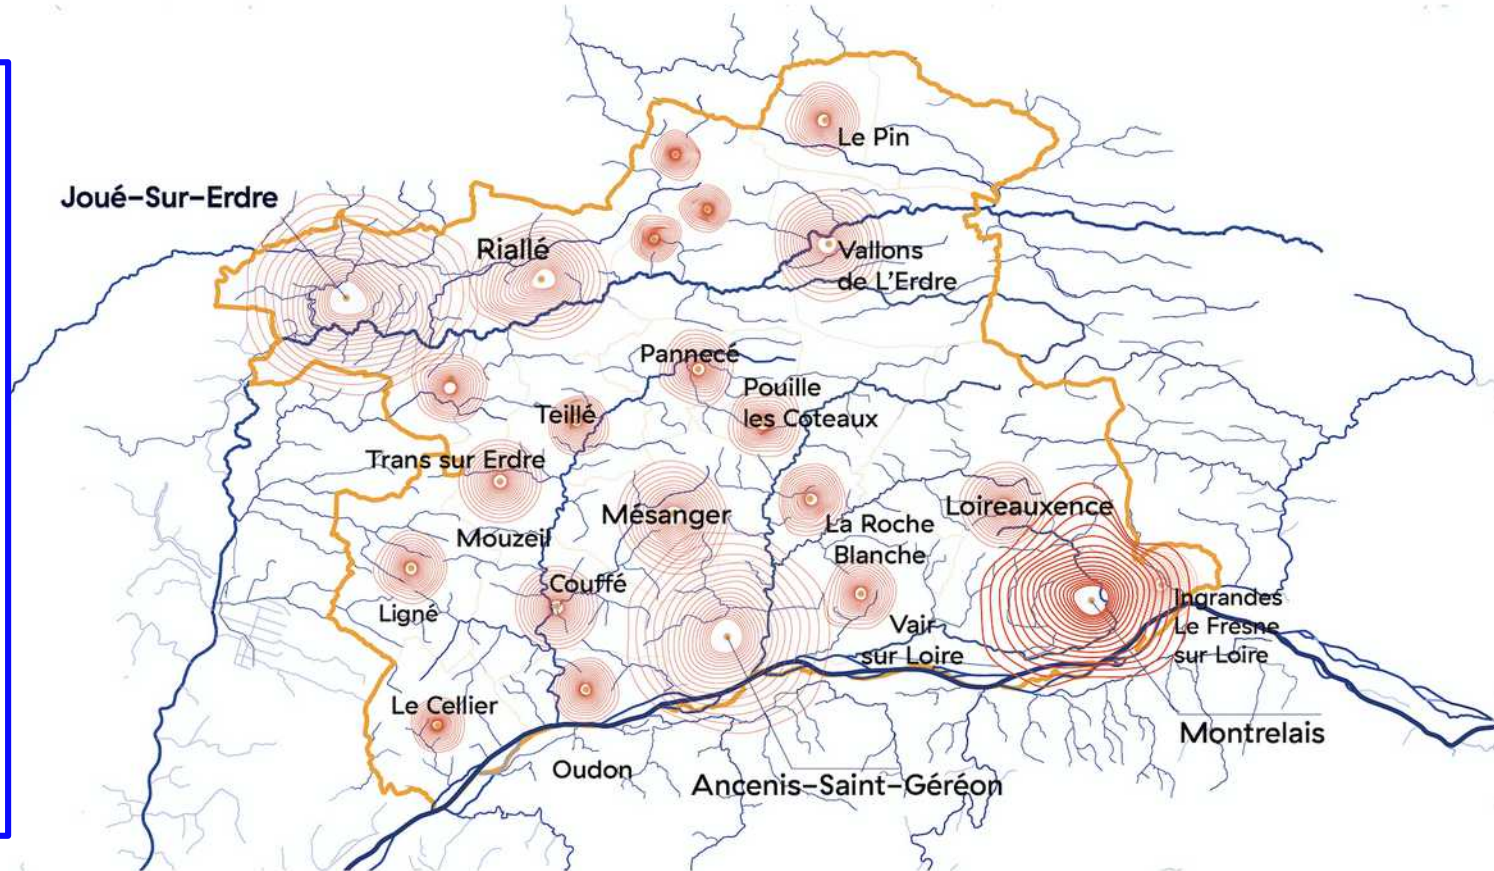 Le Pin
Joué-Sur-Erdre
Riallé
Vallons
de L'Erdre
Pannecé
Pouille
les Coteaux
Teillé
Trans sur Erdre
Mésanger
Loireauxence
La Roche
Blanche
Mouzeil
Couffé
Ligné
Ingrandes
Le Fresne
sur Loire
Vair
sur Loire
Le Cellier
Montrelais
Oudon
Ancenis-Saint-Géréon